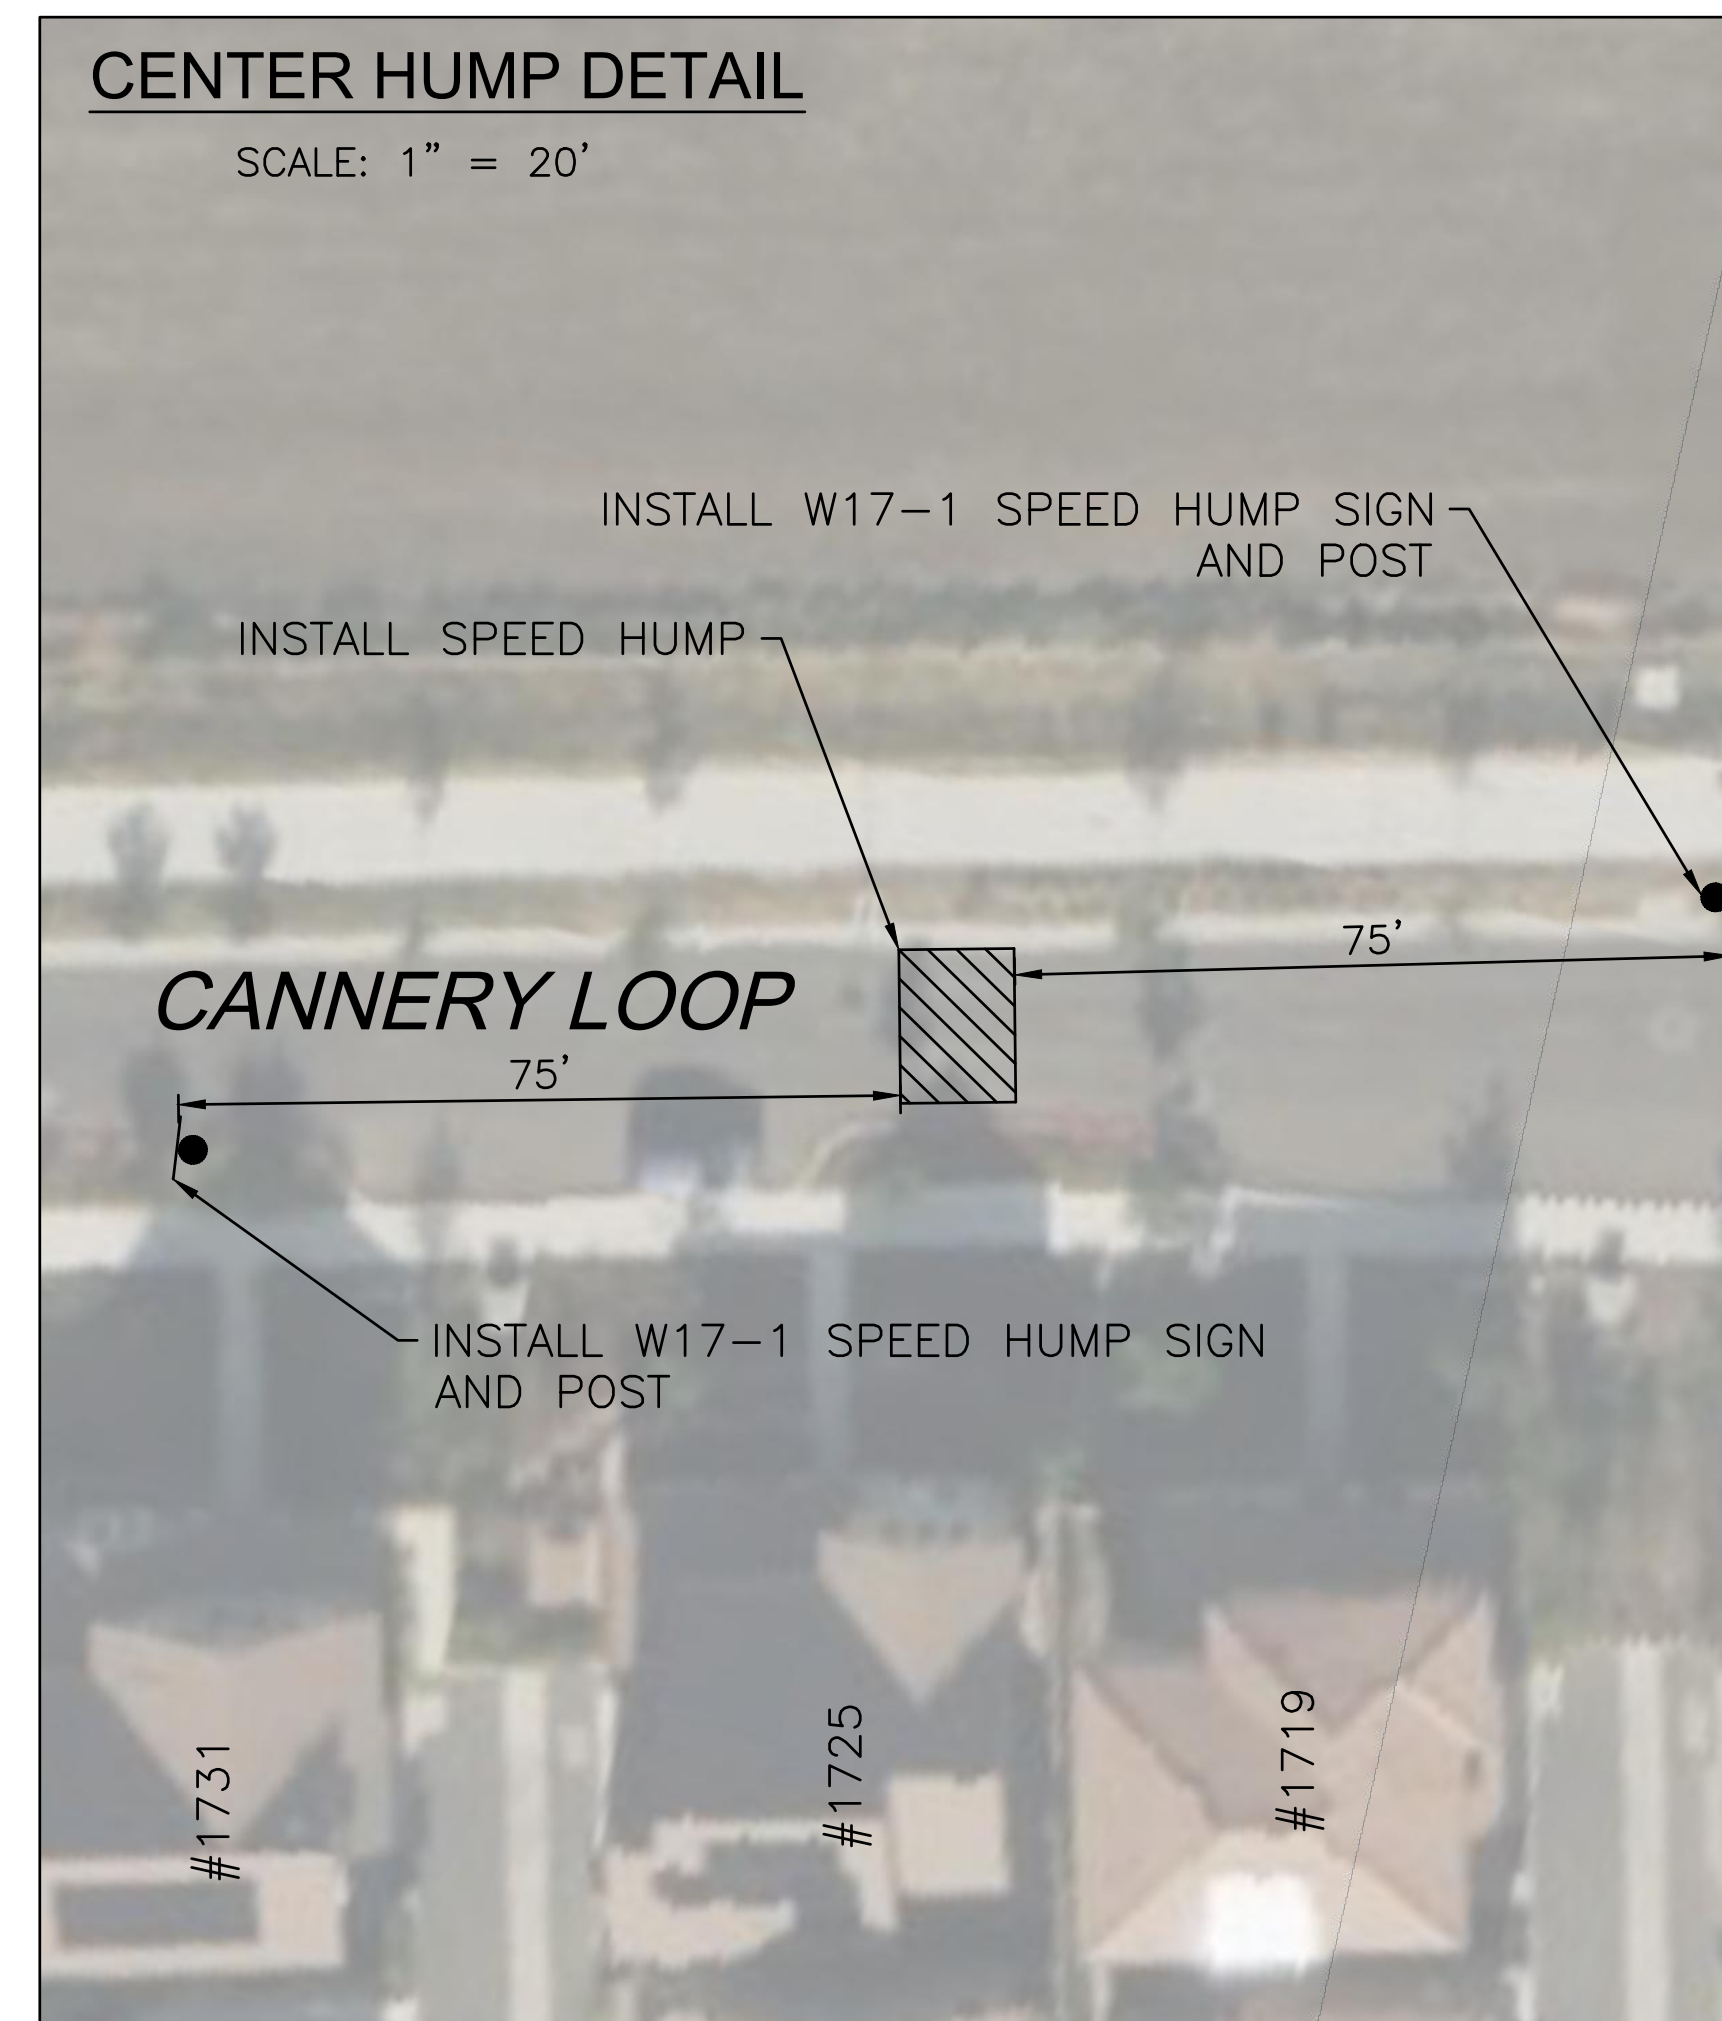 CENTER HUMP DETAIL
SCALE: 1" = 20'
INSTALL W17-1 SPEED HUMP SIGN
AND POST
INSTALL SPEED HUMP
75'
CANNERY LOOP
75'
INSTALL W17-1 SPEED HUMP SIGN
AND POST
#1731
#1725
#1719